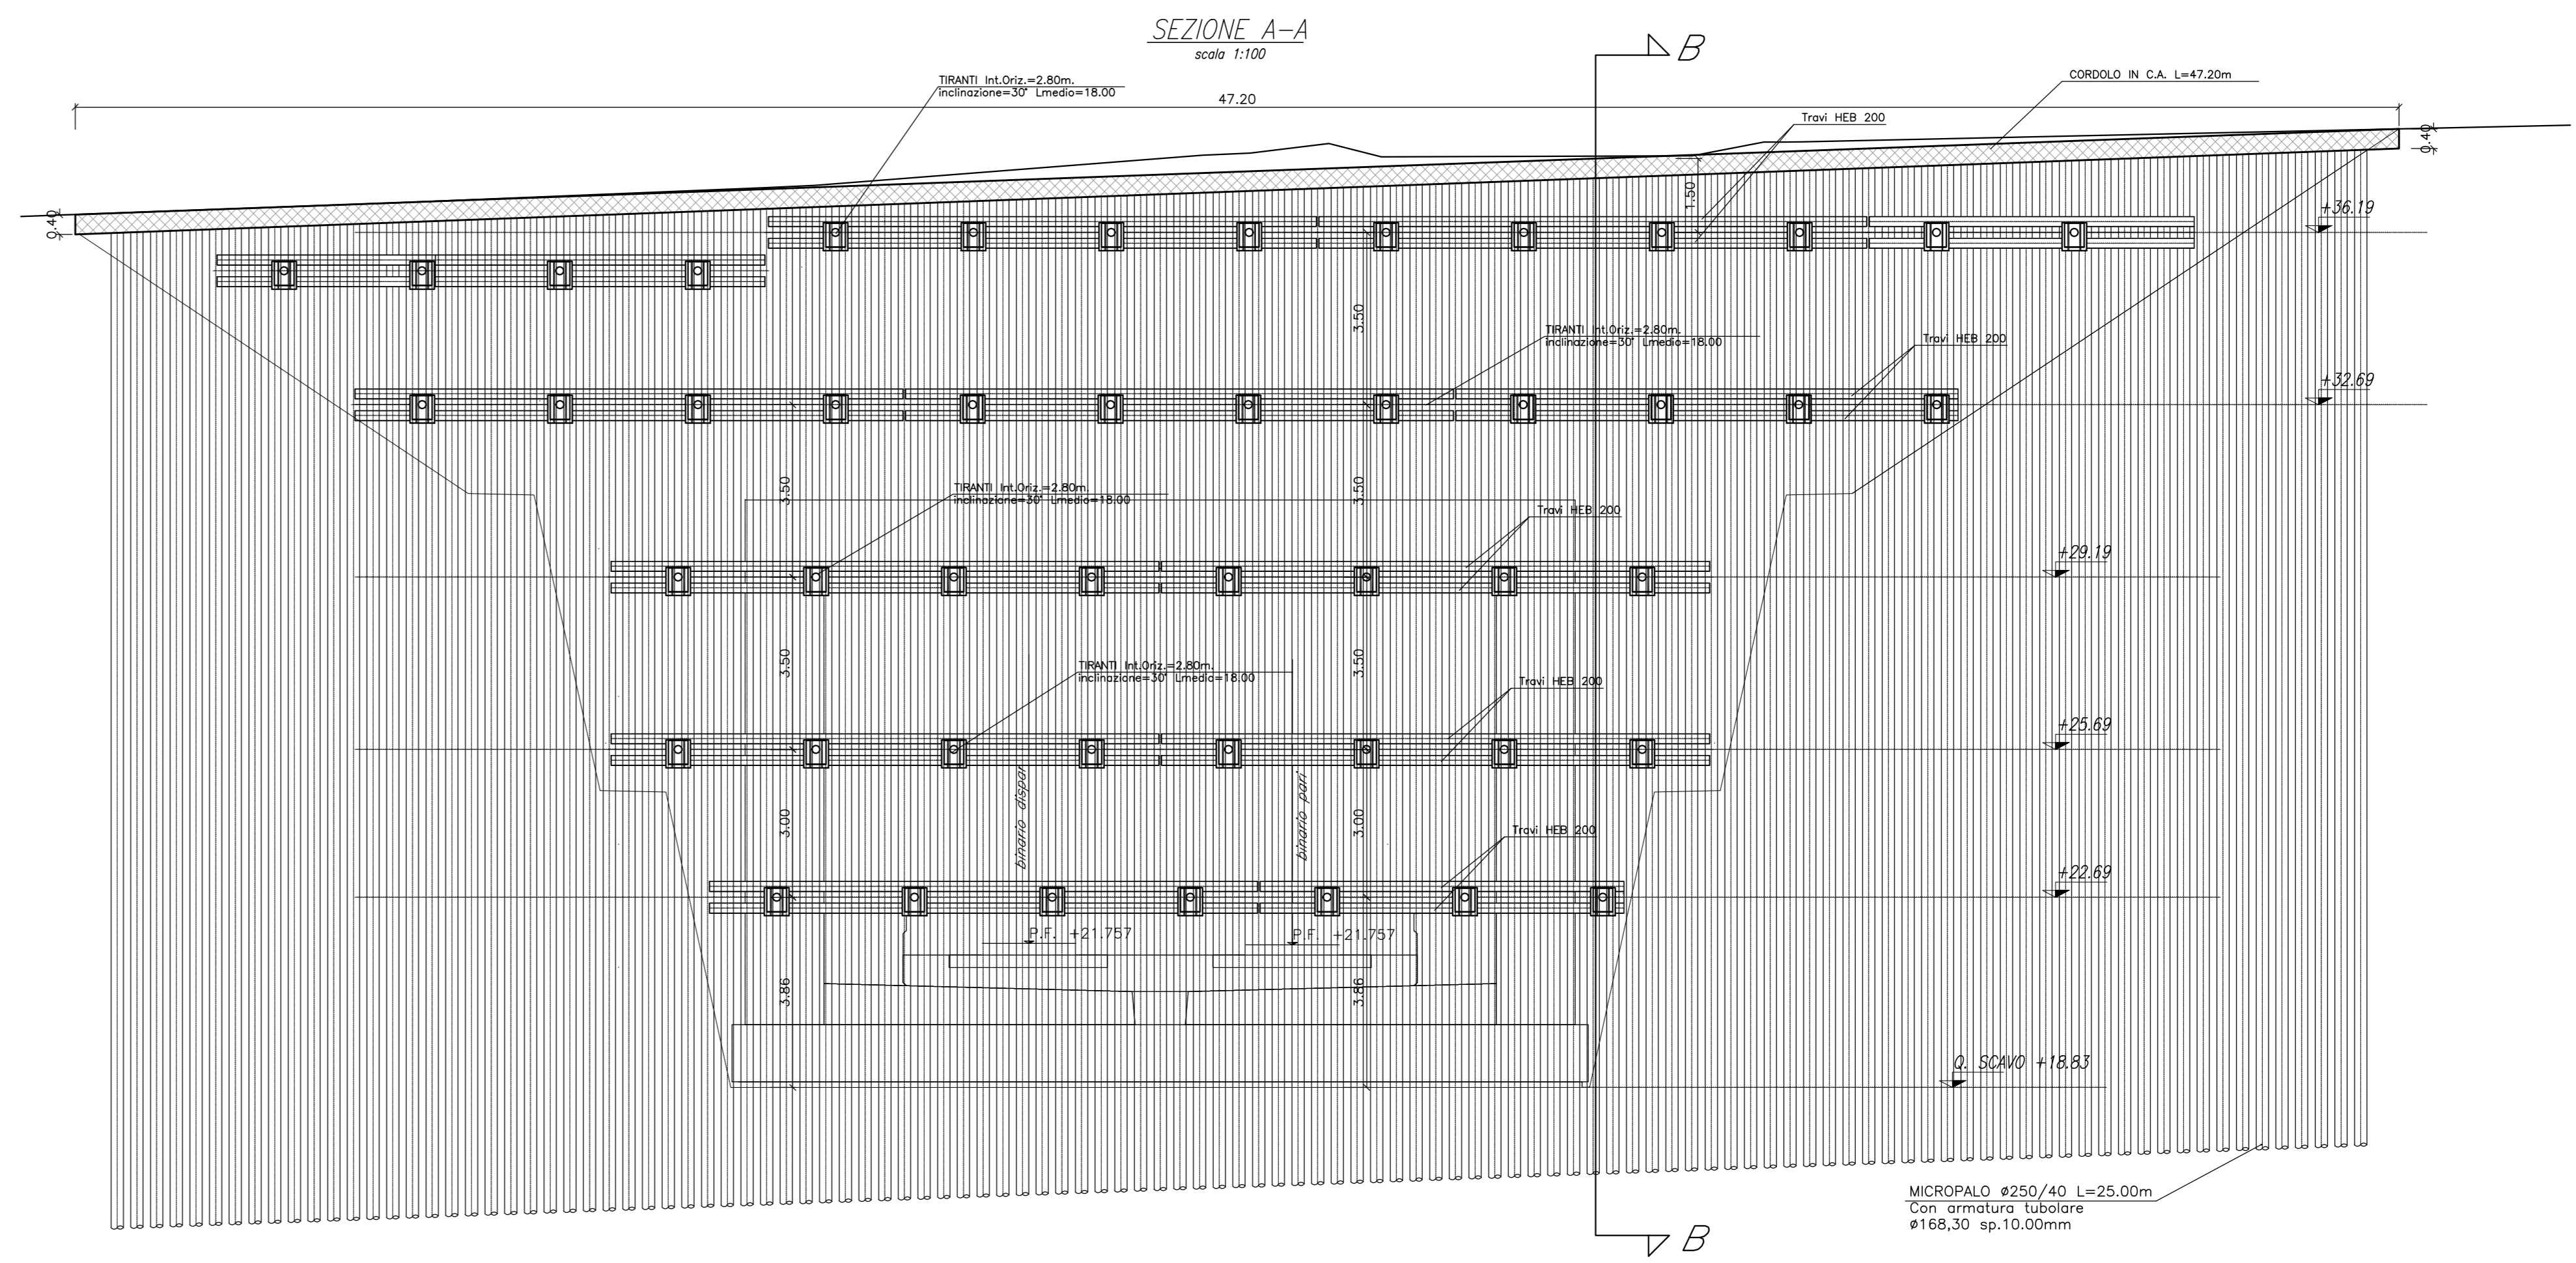 SEZIONE A-A
scala 1:100
B
TIRANTI Int.Oriz.=2.80m.
inclinazione=30° Lmedio=18.00
CORDOLO IN C.A. L=47.20m
47.20
Travi HEB 200
0.40
0.40
1.50
+36.19
3.50
TIRANTI Int.Oriz.=2.80m.
inclinazione=30° Lmedio=18.00
Travi HEB 200
+32.69
3.50
3.50
TIRANTI Int.Oriz.=2.80m.
inclinazione=30° Lmedio=18.00
Travi HEB 200
+29.19
3.50
3.50
TIRANTI Int.Oriz.=2.80m.
inclinazione=30° Lmedio=18.00
Travi HEB 200
+25.69
binario dispari
binario pari
3.00
3.00
Travi HEB 200
+22.69
P.F. +21.757
P.F. +21.757
3.86
3.86
Q. SCAVO +18.83
MICROPALO ø250/40 L=25.00m
Con armatura tubolare
ø168,30 sp.10.00mm
B